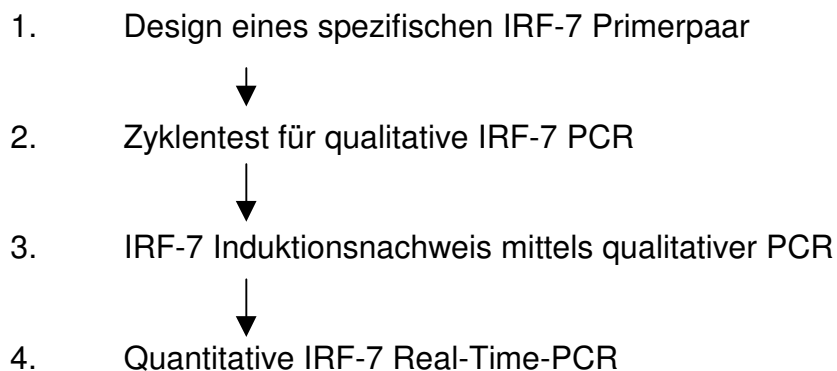 1. Design eines spezifischen IRF-7 Primerpaar
2. Zyklentest für qualitative IRF-7 PCR
3. IRF-7 Induktionsnachweis mittels qualitativer PCR
4. Quantitative IRF-7 Real-Time-PCR